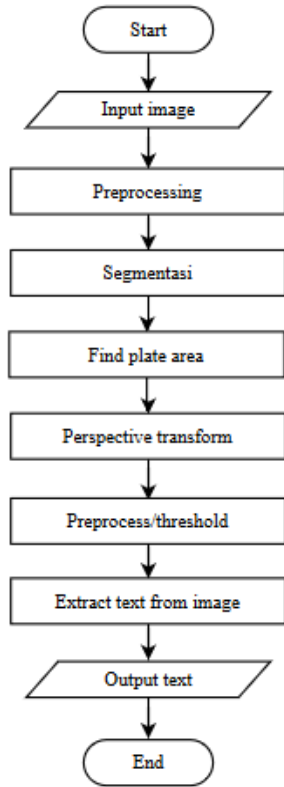 Start
Input image
Preprocessing
Segmentasi
Find plate area
Perspective transform
Preprocess/threshold
Extract text from image
Output text
End